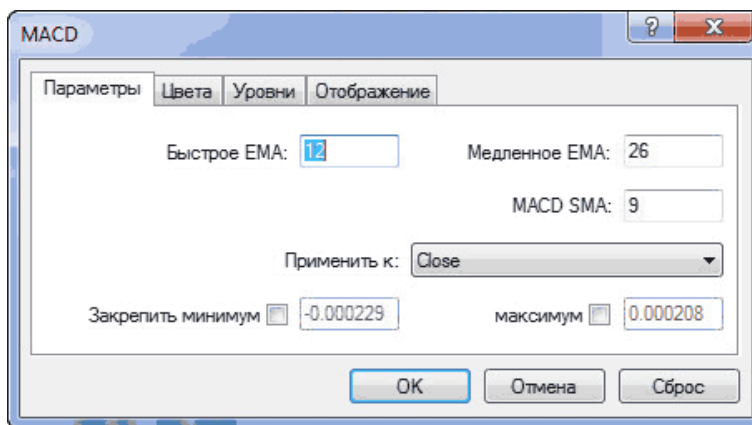 MACD
Параметры Цвета Уровни Отображение
Быстрое EMA: 12 Медленное EMA: 26
MACD SMA: 9
Применить к: Close
Закрепить минимум -0.000229 максимум 0.000208
OK Отмена Сброс